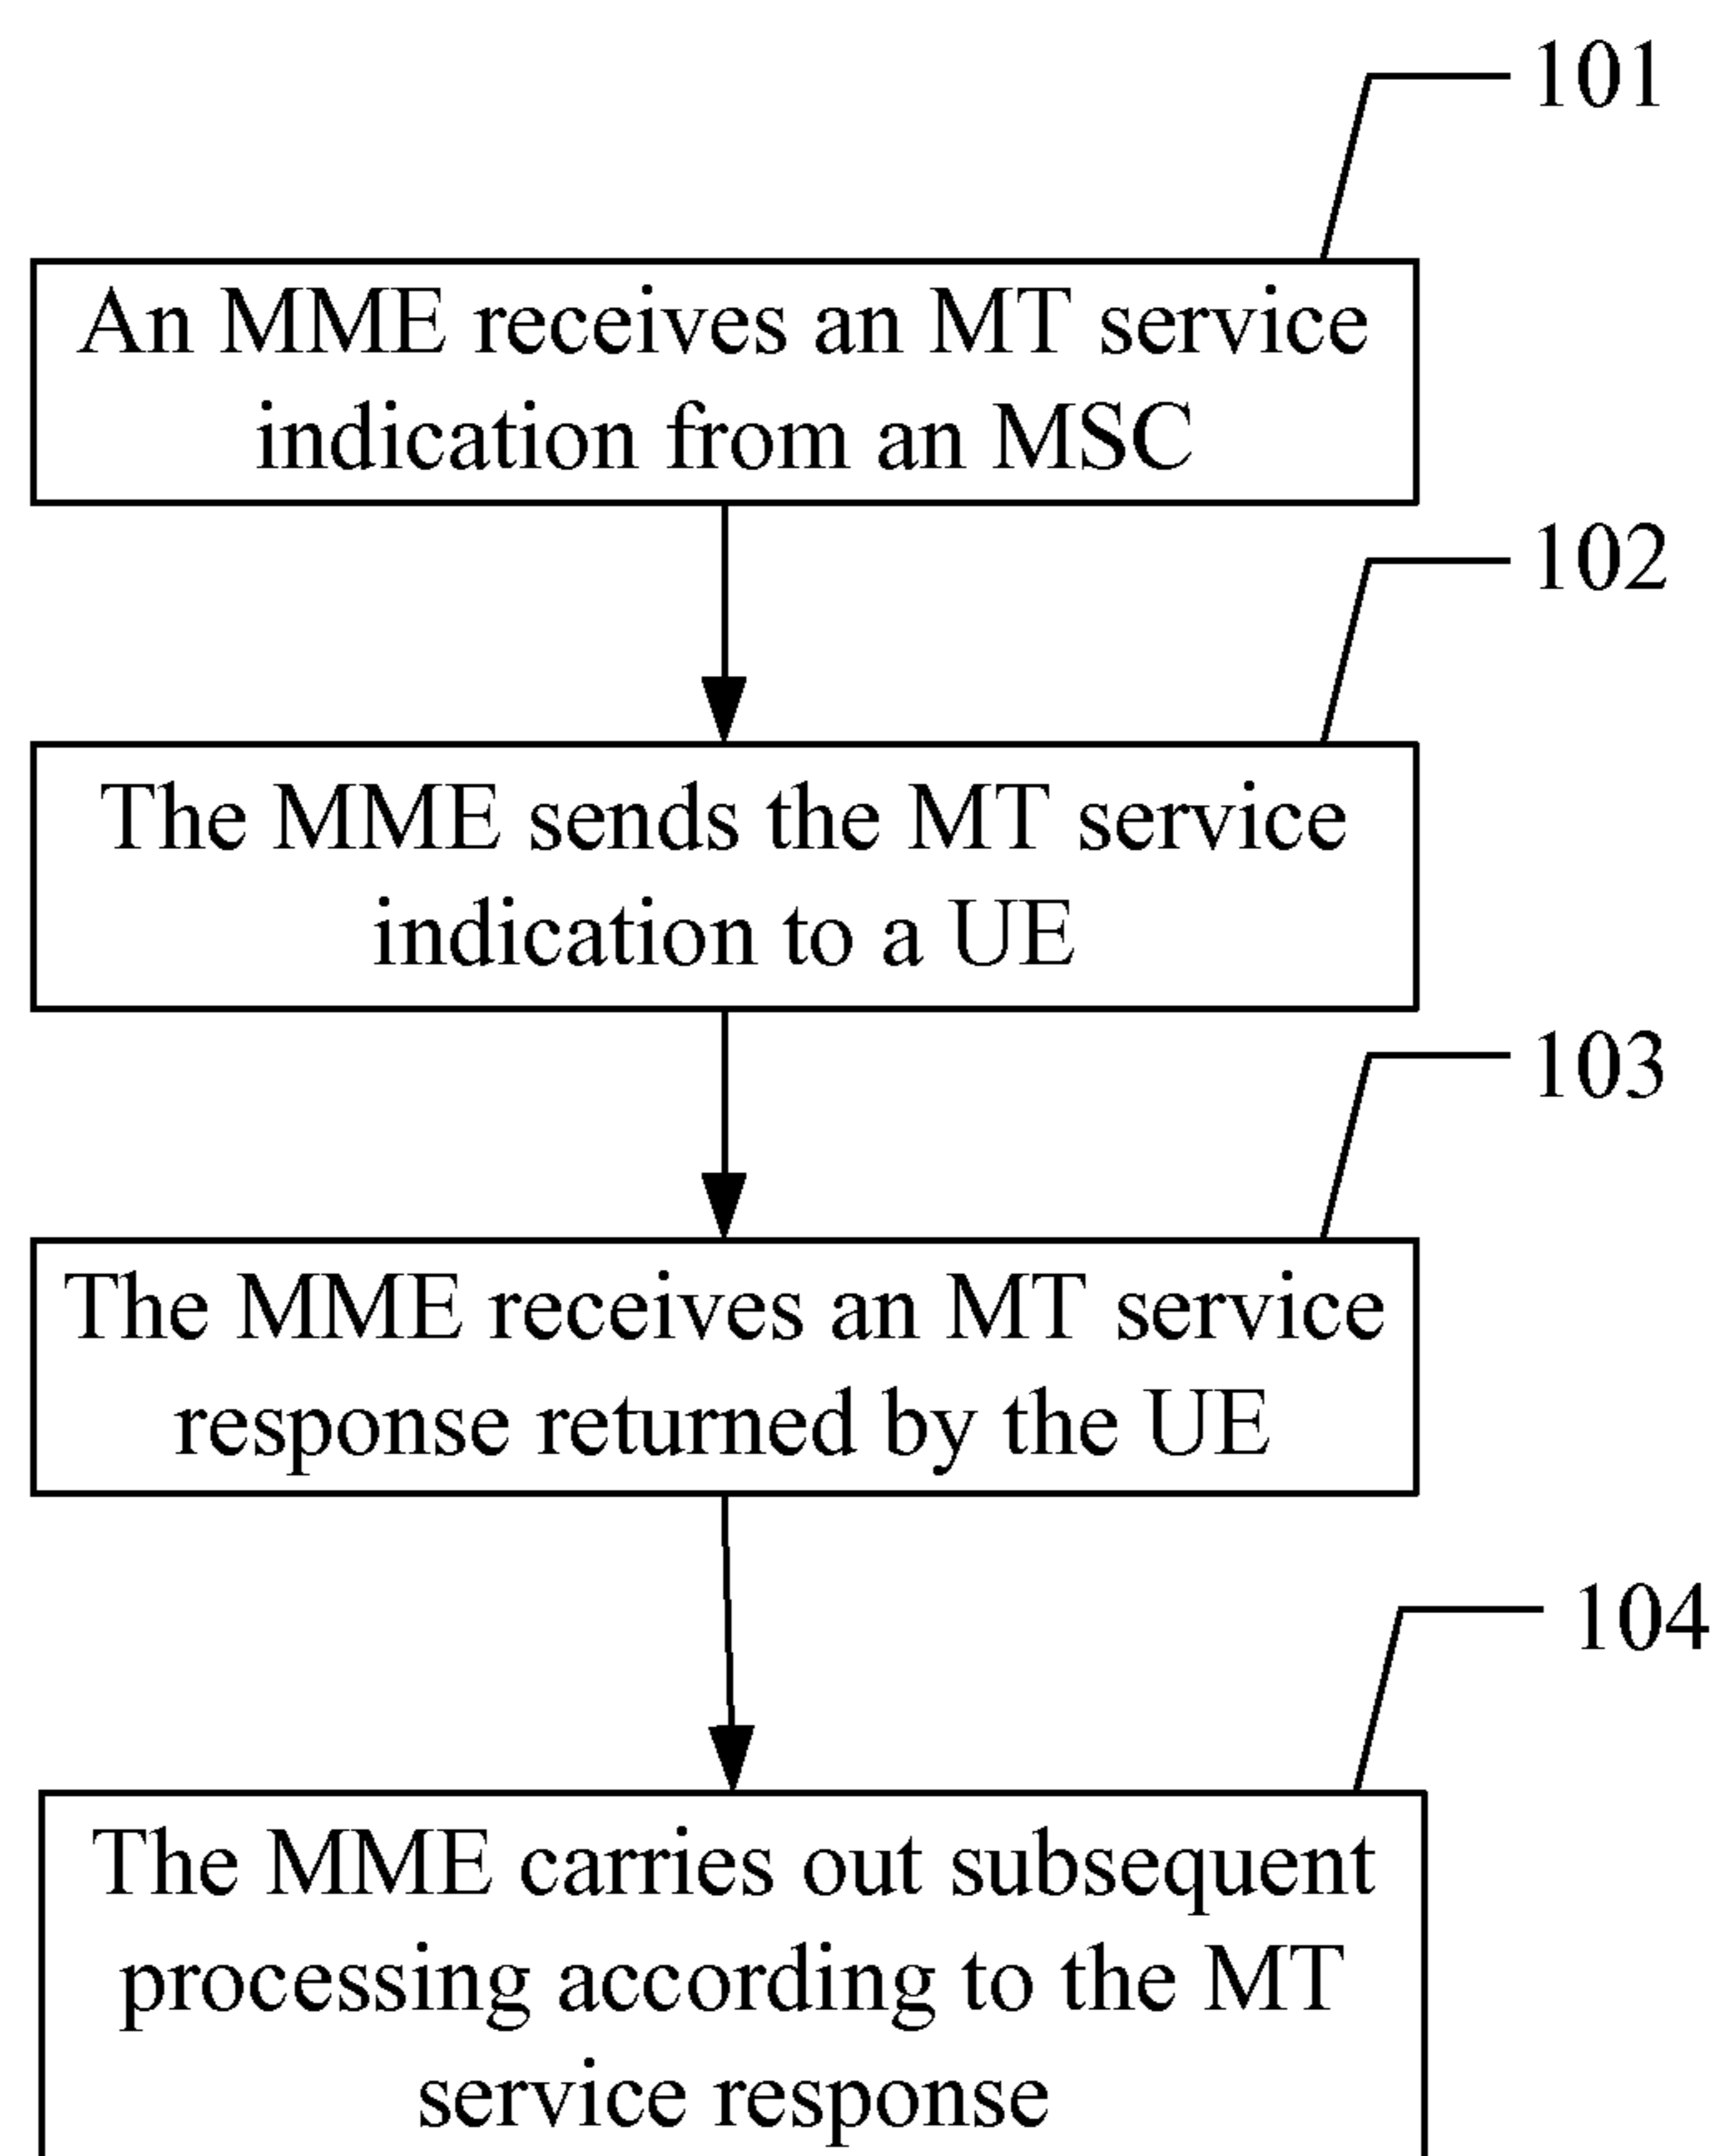 101
An MME receives an MT service
indication from an MSC
102
The MME sends the MT service
indication to a UE
103
The MME receives an MT service
response returned by the UE
104
The MME carries out subsequent
processing according to the MT
service response